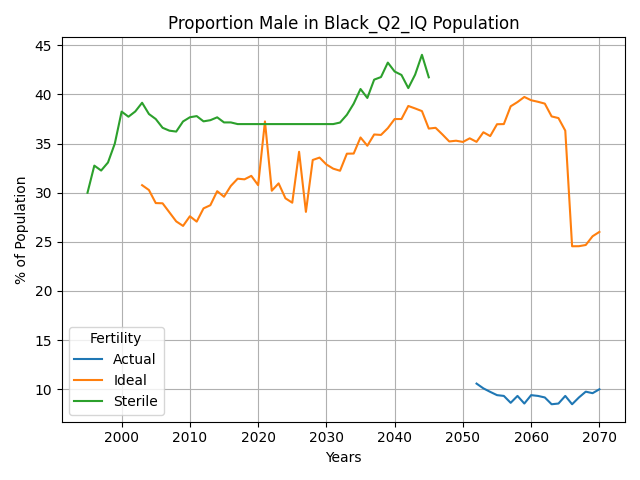 Proportion Male in Black_Q2_IQ Population
% of Population
45
40
35
30
25
20
15
10
Fertility
Actual
Ideal
Sterile
2000 2010 2020 2030 2040 2050 2060 2070
Years